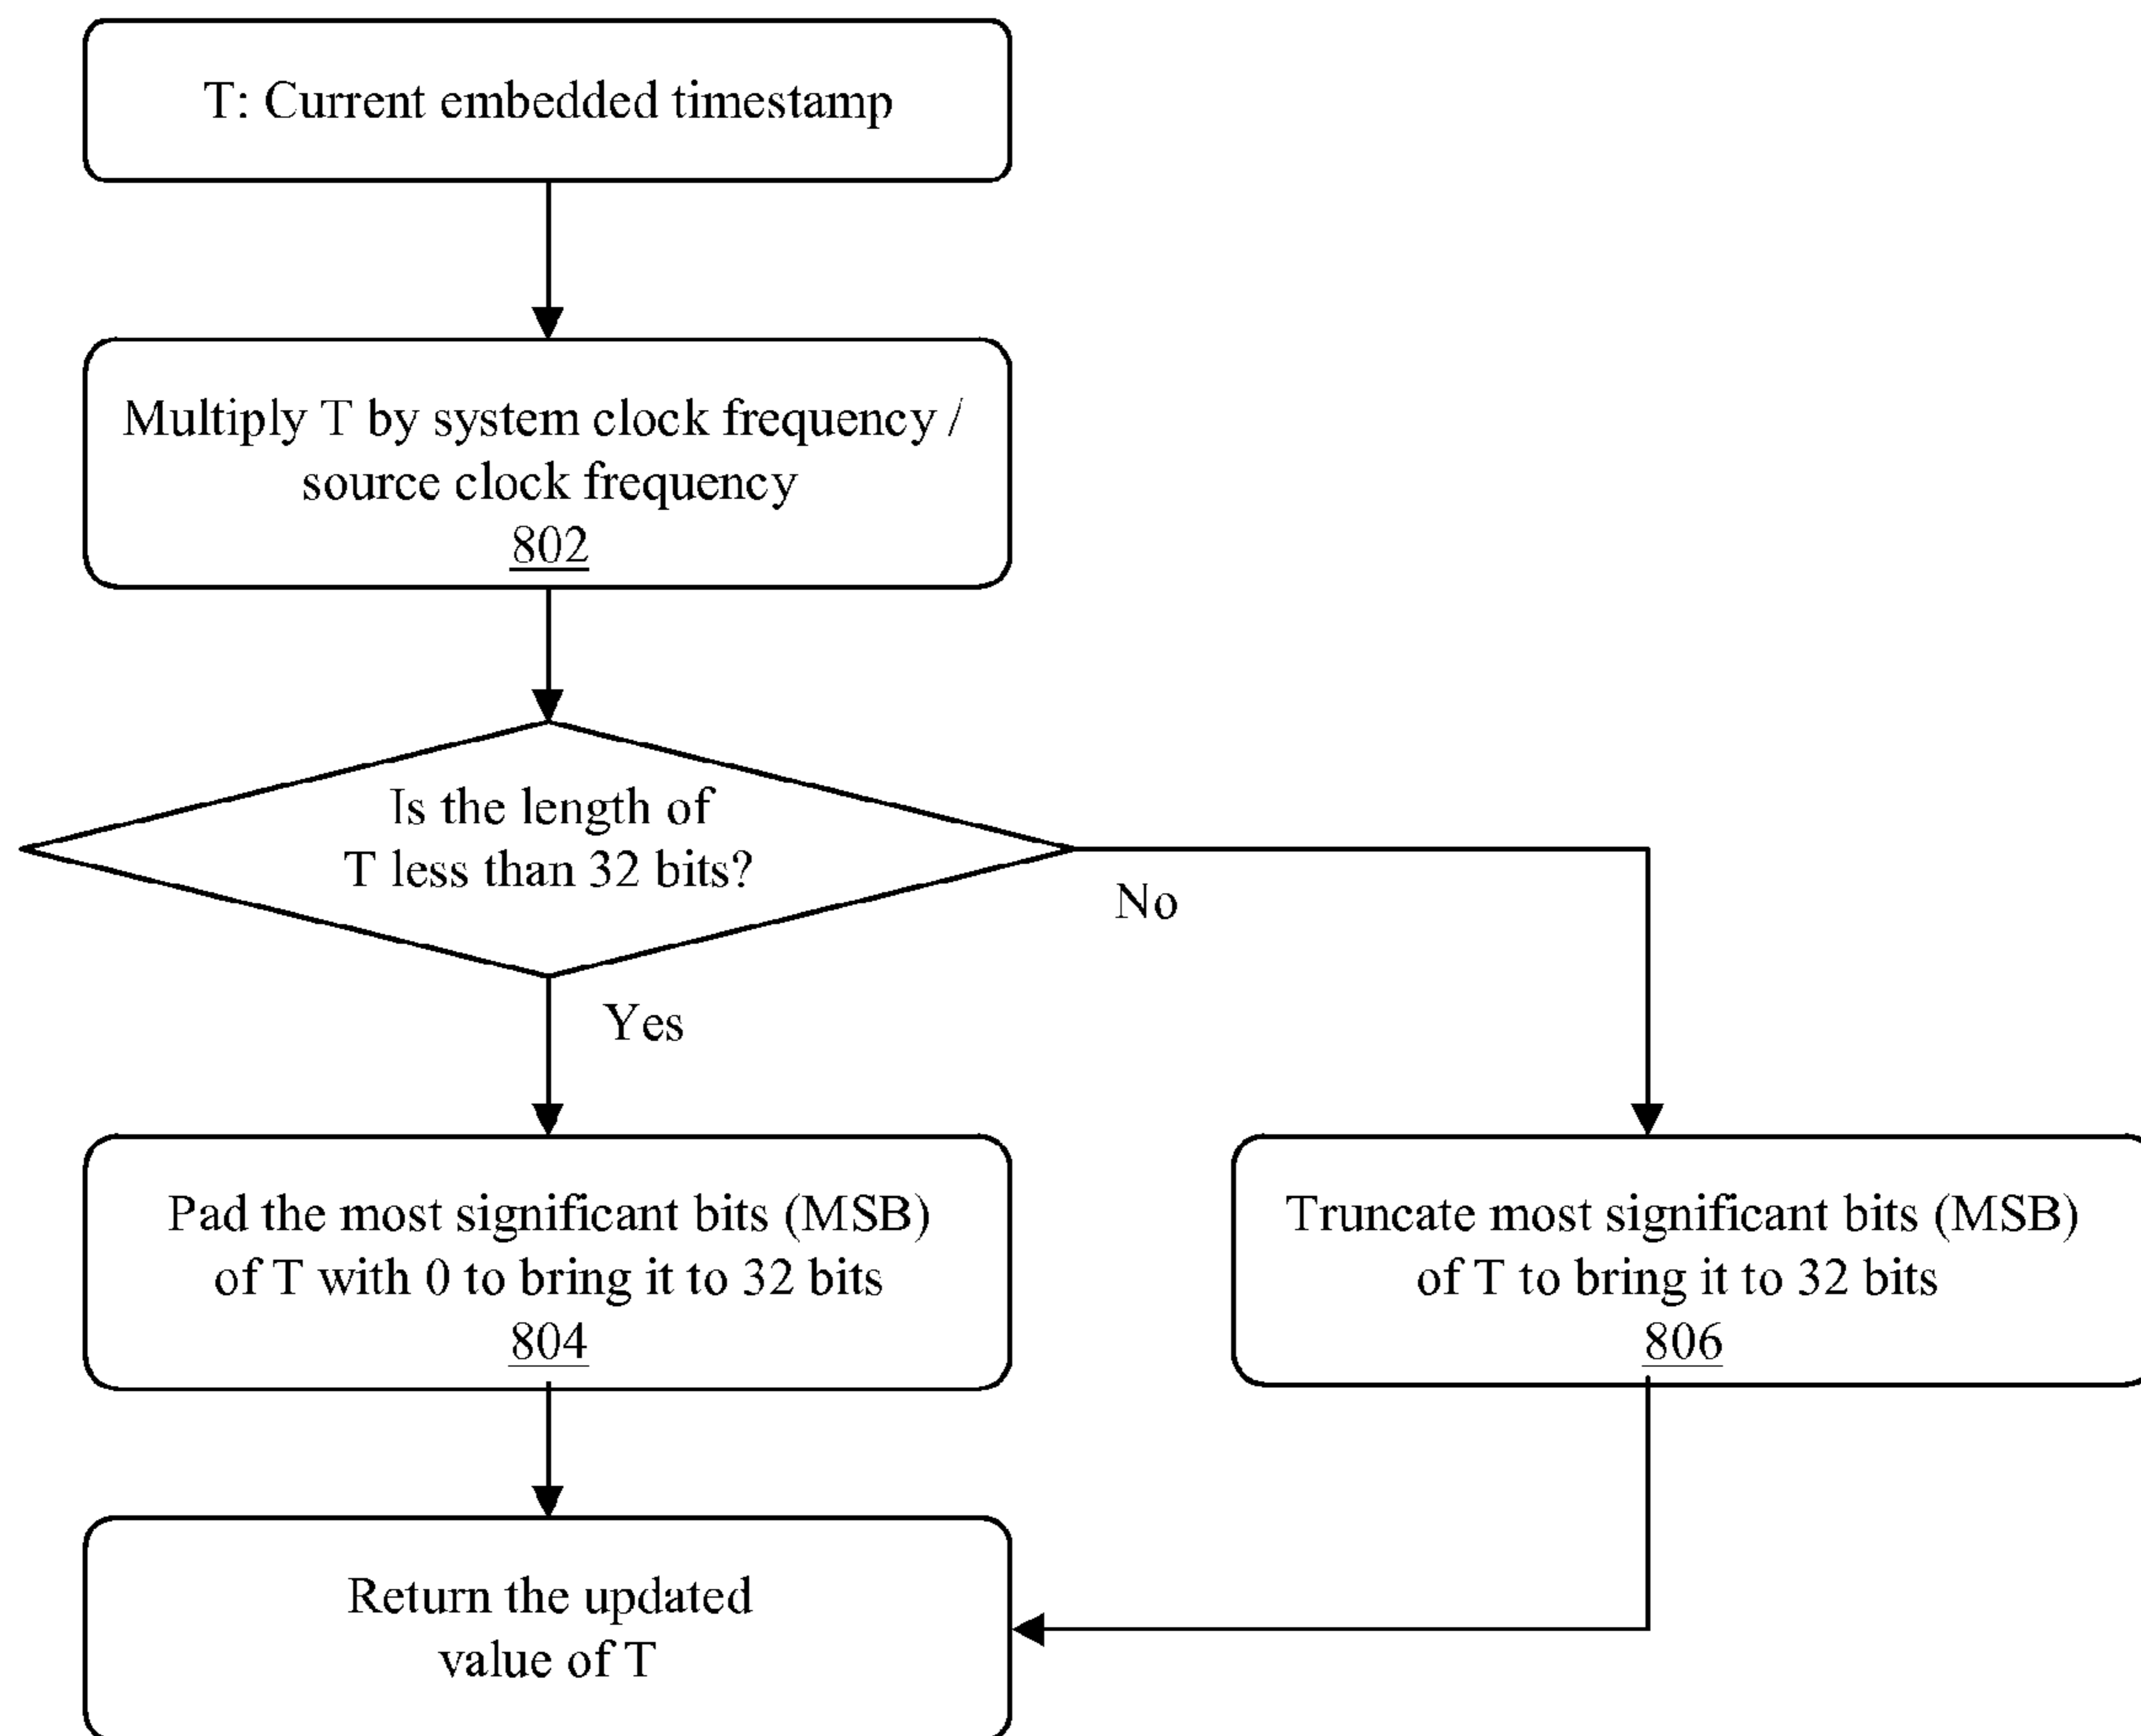 T: Current embedded timestamp
Multiply T by system clock frequency /
source clock frequency
802
Is the length of
T less than 32 bits?
No
Yes
Pad the most significant bits (MSB)
of T with 0 to bring it to 32 bits
804
Truncate most significant bits (MSB)
of T to bring it to 32 bits
806
Return the updated
value of T